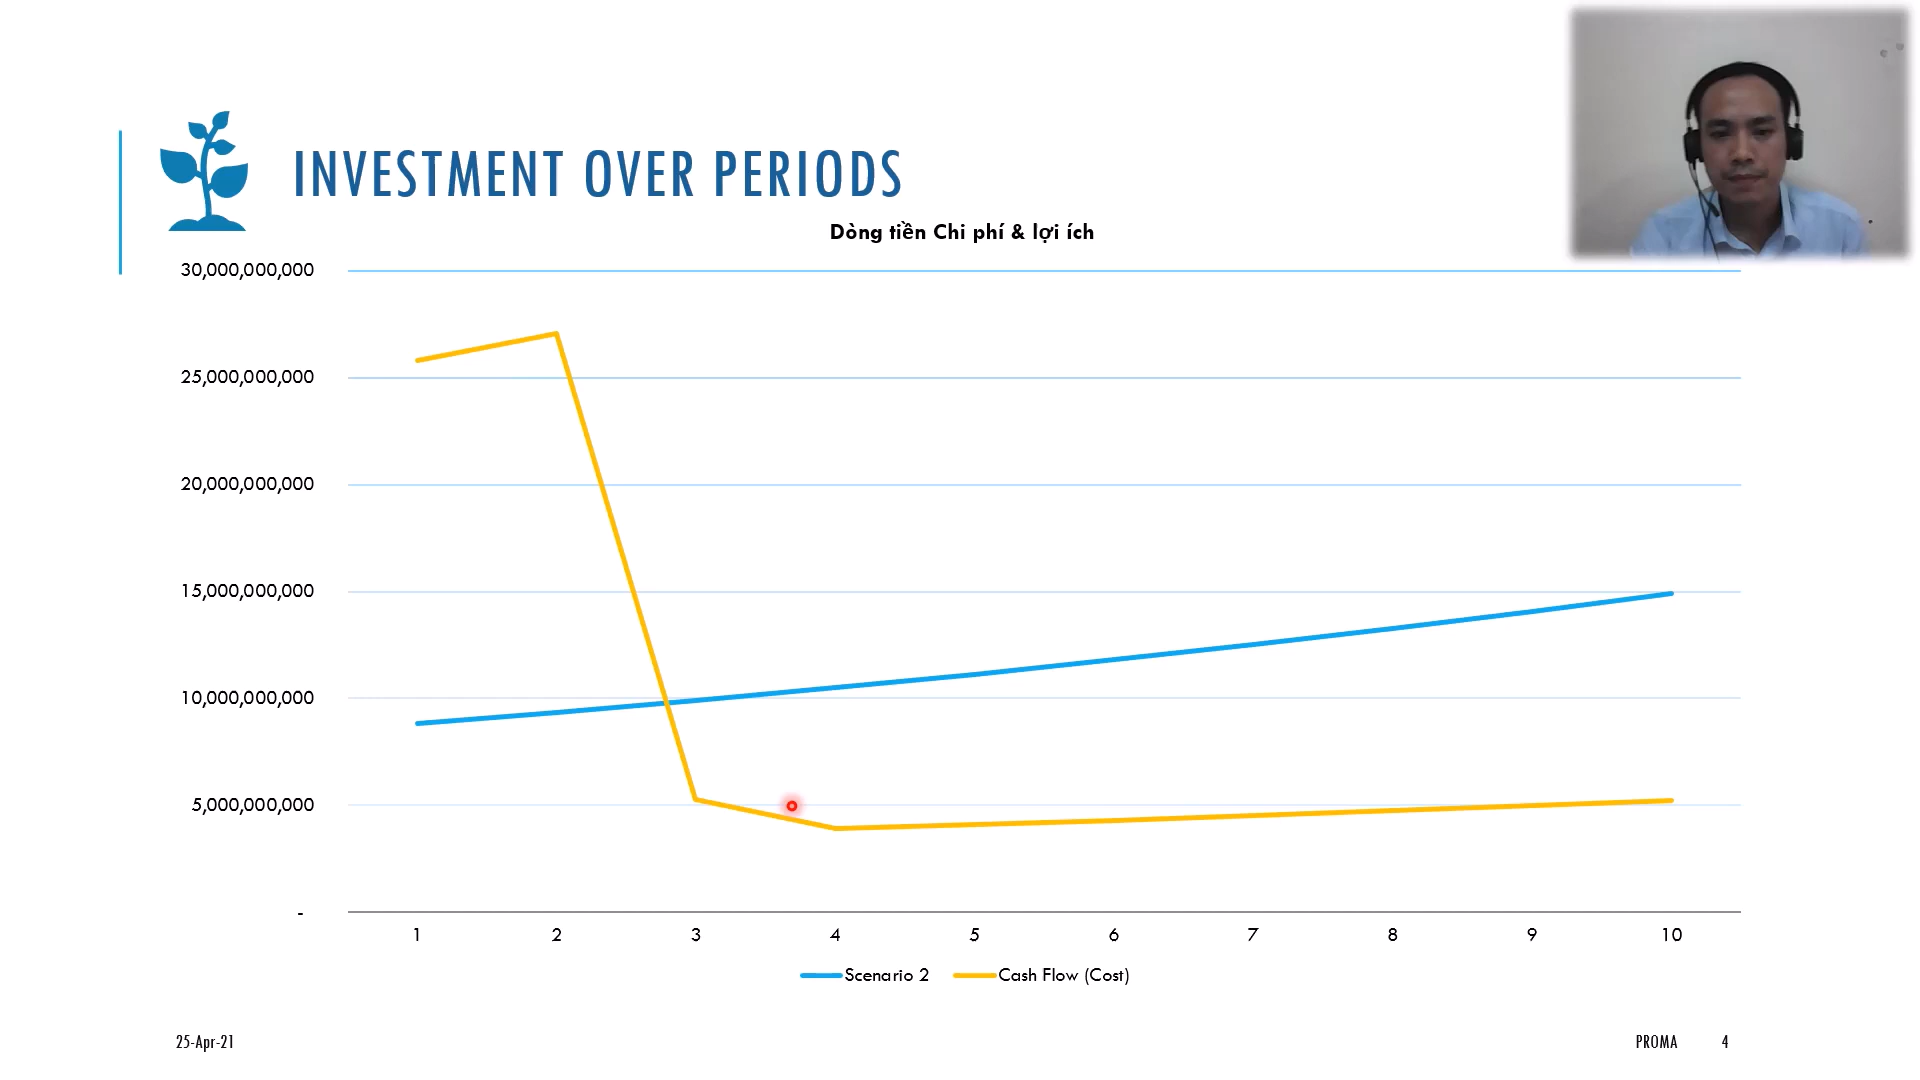 INVESTMENT OVER PERIODS
Dòng tiền Chi phí & lợi ích
30,000,000,000
25,000,000,000
20,000,000,000
15,000,000,000
10,000,000,000
5,000,000,000
-
1 2 3 4 5 6 7 8 9 10
Scenario 2 Cash Flow (Cost)
25-Apr-21 PROMA 4